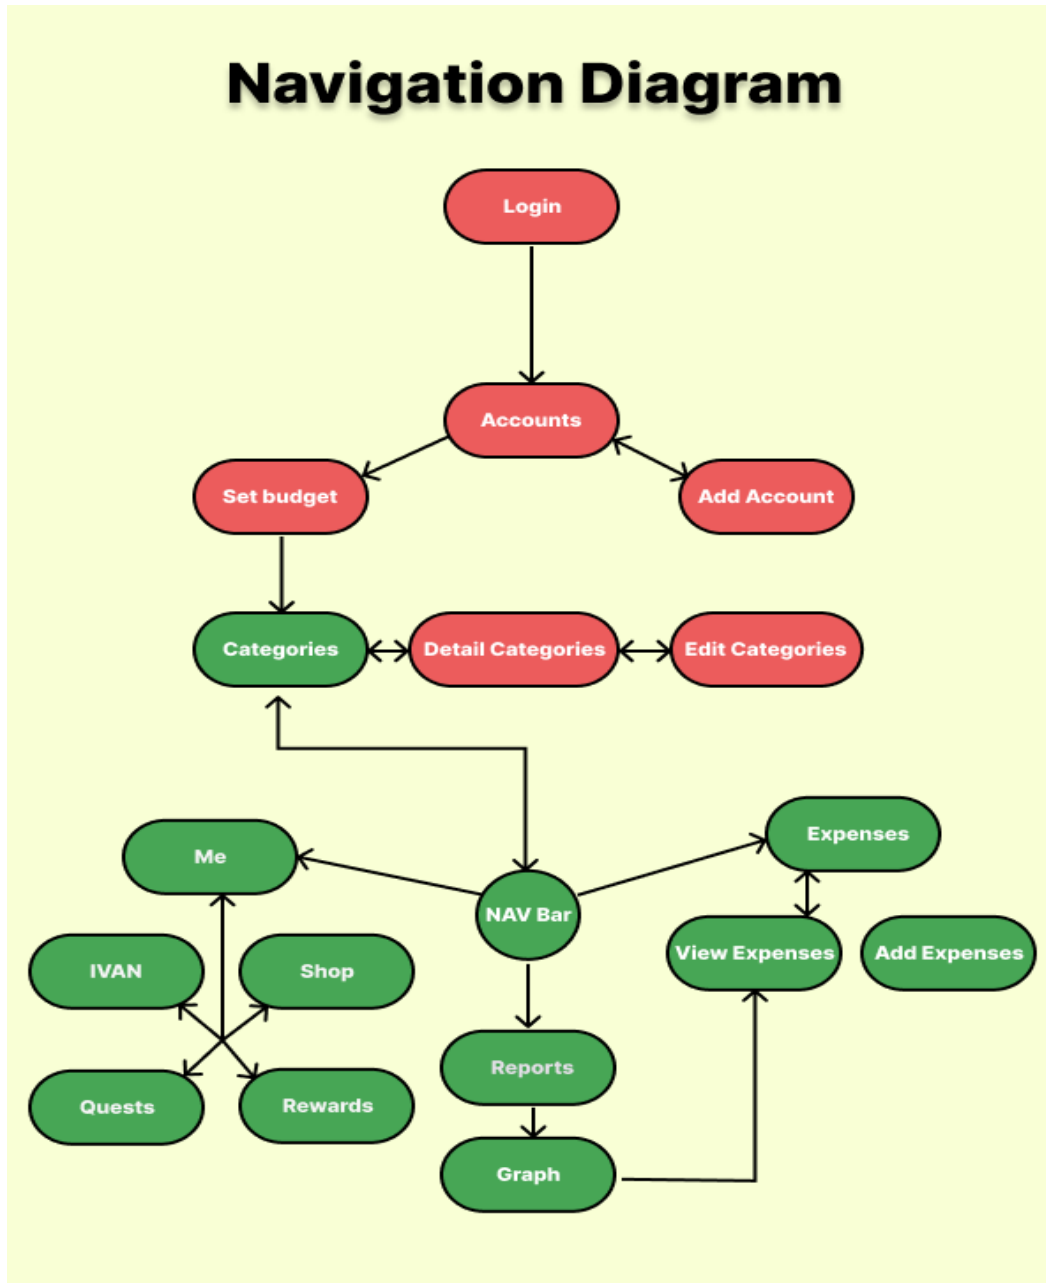 Navigation Diagram
Login
Accounts
Set budget
Add Account
Categories
Detail Categories
Edit Categories
Expenses
Me
NAV Bar
View Expenses
Add Expenses
IVAN
Shop
Reports
Quests
Rewards
Graph